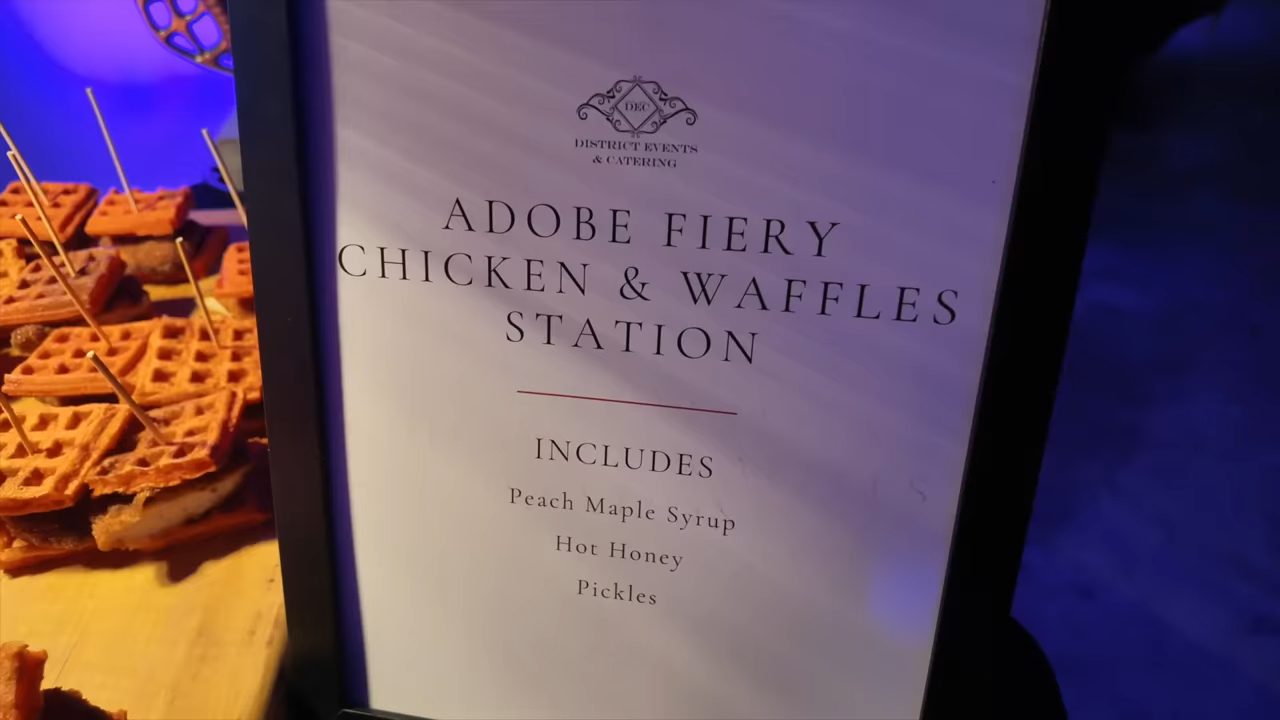 DEC
DISTRICT EVENTS
& CATERING
ADOBE FIERY
CHICKEN & WAFFLES
STATION
INCLUDES
Peach Maple Syrup
Hot Honey
Pickles